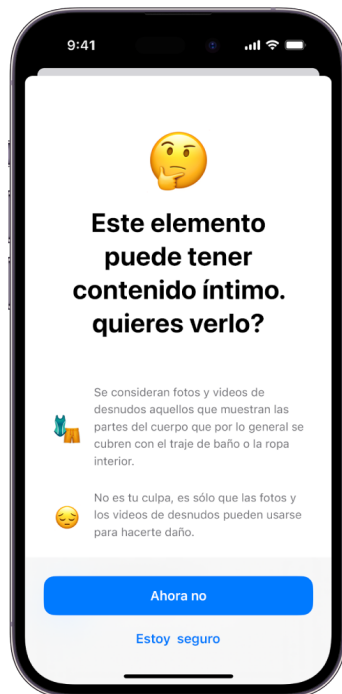 9:41
Este elemento
puede tener
contenido íntimo.
quieres verlo?
Se consideran fotos y videos de
desnudos aquellos que muestran las
partes del cuerpo que por lo general se
cubren con el traje de baño o la ropa
interior.
No es tu culpa, es sólo que las fotos y
los videos de desnudos pueden usarse
para hacerte daño.
Ahora no
Estoy seguro